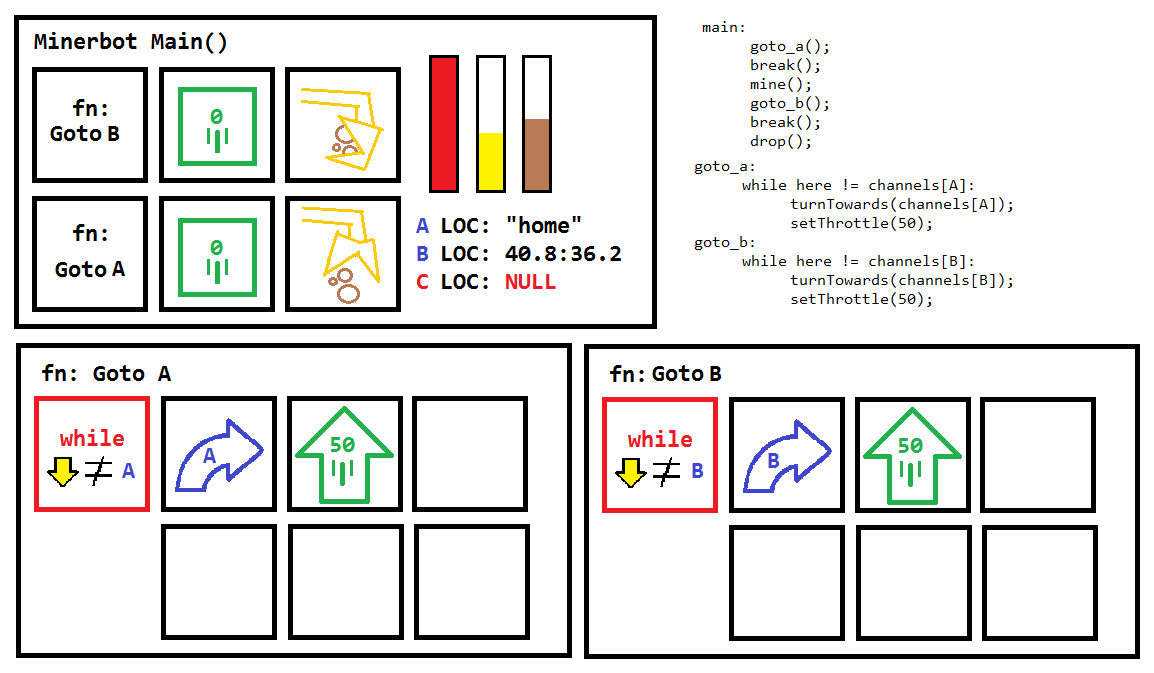 Minerbot Main()
fn:
Goto B
0
fn:
Goto A
0
A LOC: "home"
B LOC: 40.8:36.2
C LOC: NULL
main:
goto_a();
break();
mine();
goto_b();
break();
drop();
goto_a:
while here != channels[A]:
turnTowards(channels[A]);
setThrottle(50);
goto_b:
while here != channels[B]:
turnTowards(channels[B]);
setThrottle(50);
fn: Goto A
while
≠ A
A
50
fn: Goto B
while
≠ B
B
50